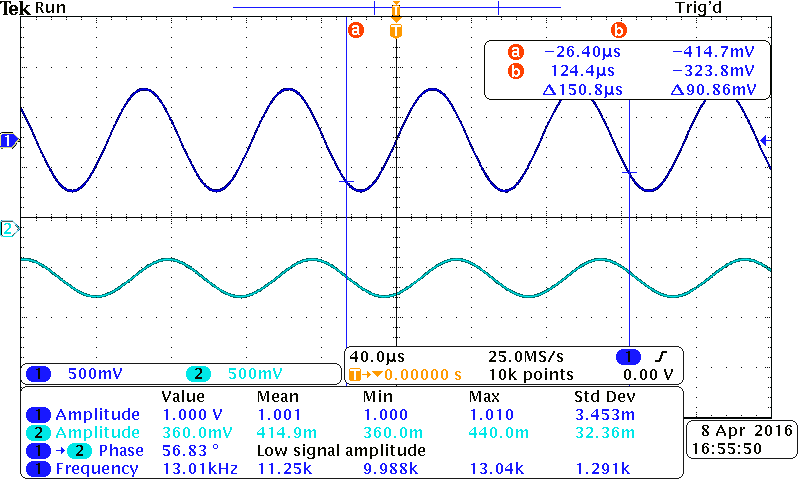 Tek Run Trig'd
T
a T b
a −26.40µs −414.7mV
b 124.4µs −323.8mV
Δ150.8µs Δ90.86mV
1
2
1 500mV 2 500mV
40.0µs 25.0MS/s 1
T→▼0.00000 s 10k points 0.00 V
Value Mean Min Max Std Dev
1 Amplitude 1.000 V 1.001 1.000 1.010 3.453m
2 Amplitude 360.0mV 414.9m 360.0m 440.0m 32.36m
1 →2 Phase 56.83 ° Low signal amplitude
1 Frequency 13.01kHz 11.25k 9.988k 13.04k 1.291k
8 Apr 2016
16:55:50